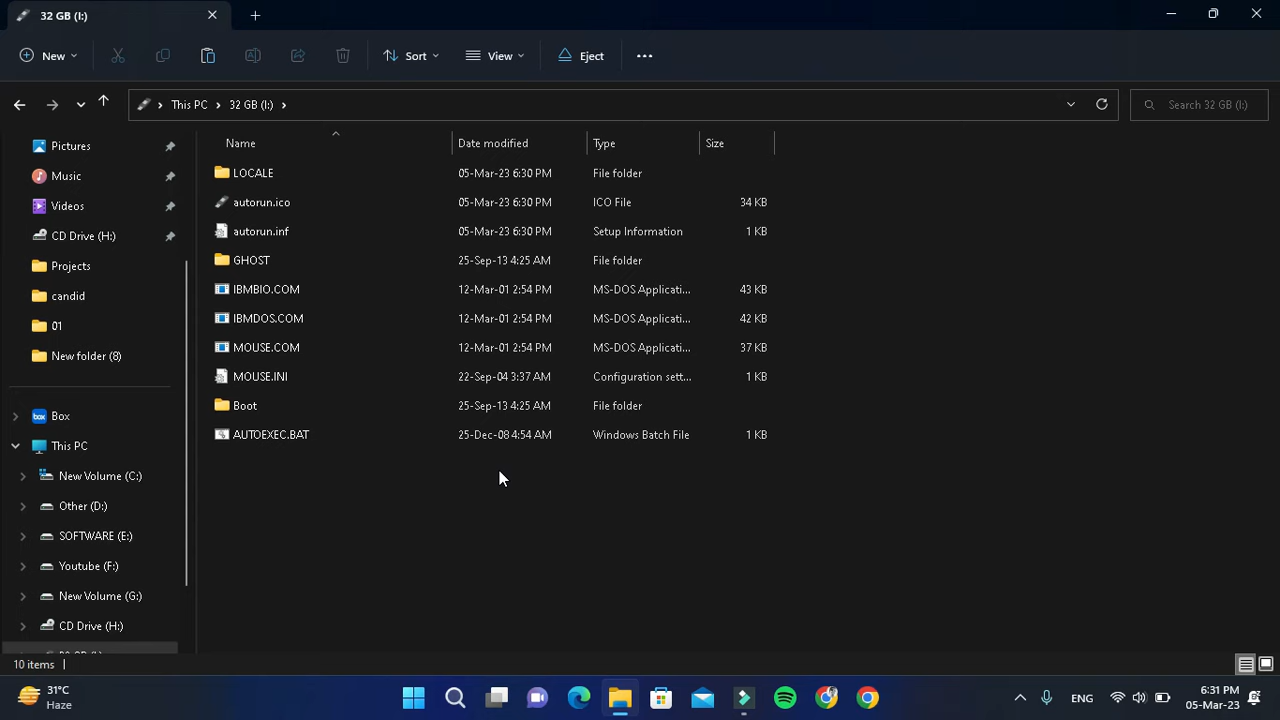 32 GB (I:)
New
Sort
View
Eject
This PC
32 GB (I:)
Search 32 GB (I:)
Name Date modified Type Size
Pictures
Music
Videos
CD Drive (H:)
Projects
candid
01
New folder (8)
box Box
This PC
New Volume (C:)
Other (D:)
SOFTWARE (E:)
Youtube (F:)
New Volume (G:)
CD Drive (H:)
LOCALE 05-Mar-23 6:30 PM File folder
autorun.ico 05-Mar-23 6:30 PM ICO File 34 KB
autorun.inf 05-Mar-23 6:30 PM Setup Information 1 KB
GHOST 25-Sep-13 4:25 AM File folder
IBMBIO.COM 12-Mar-01 2:54 PM MS-DOS Applicati... 43 KB
IBMDOS.COM 12-Mar-01 2:54 PM MS-DOS Applicati... 42 KB
MOUSE.COM 12-Mar-01 2:54 PM MS-DOS Applicati... 37 KB
MOUSE.INI 22-Sep-04 3:37 AM Configuration sett... 1 KB
Boot 25-Sep-13 4:25 AM File folder
AUTOEXEC.BAT 25-Dec-08 4:54 AM Windows Batch File 1 KB
10 items
31°C
Haze
ENG
6:31 PM
05-Mar-23